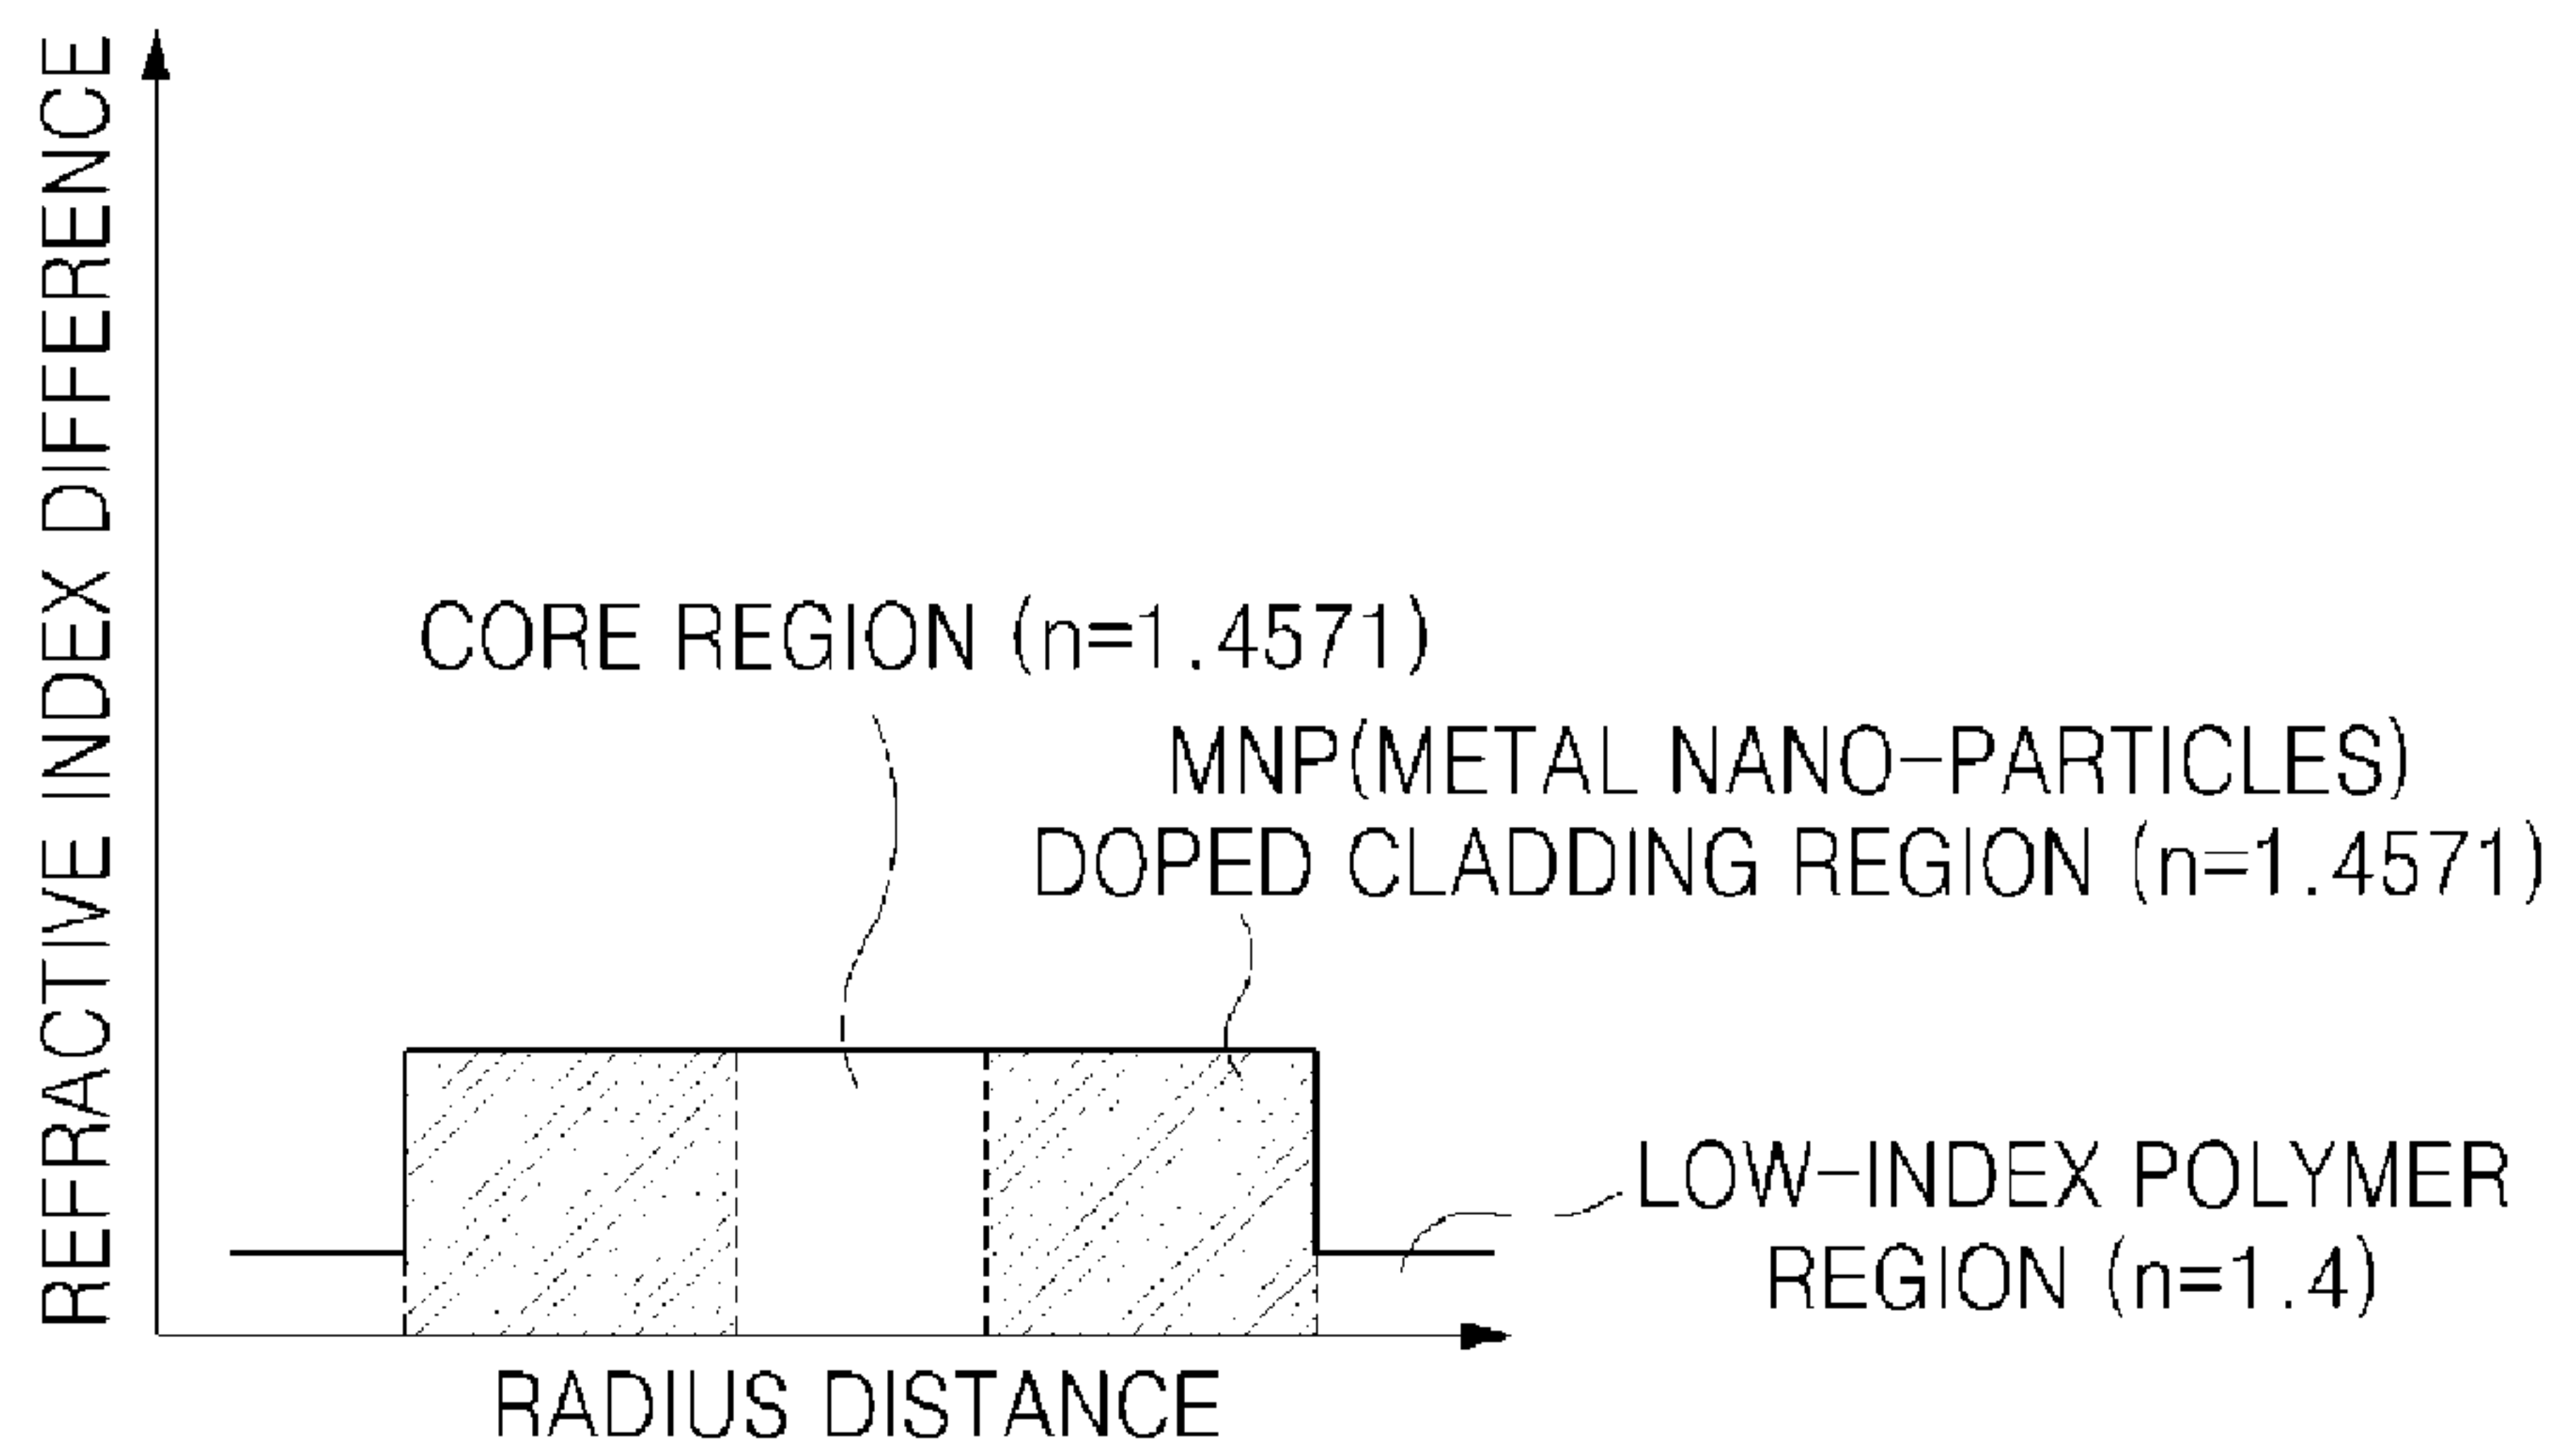 REFRACTIVE INDEX DIFFERENCE
CORE REGION (n=1.4571)
MNP(METAL NANO-PARTICLES)
DOPED CLADDING REGION (n=1.4571)
LOW-INDEX POLYMER
REGION (n=1.4)
RADIUS DISTANCE